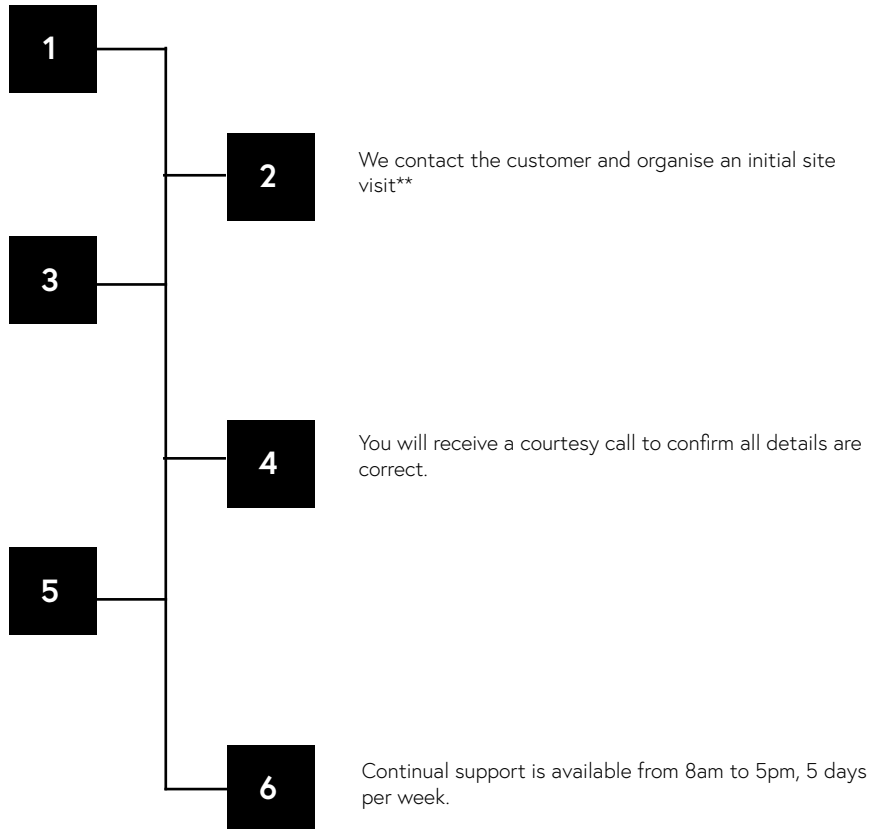 1
2
We contact the customer and organise an initial site
visit**
3
4
You will receive a courtesy call to confirm all details are
correct.
5
6
Continual support is available from 8am to 5pm, 5 days
per week.